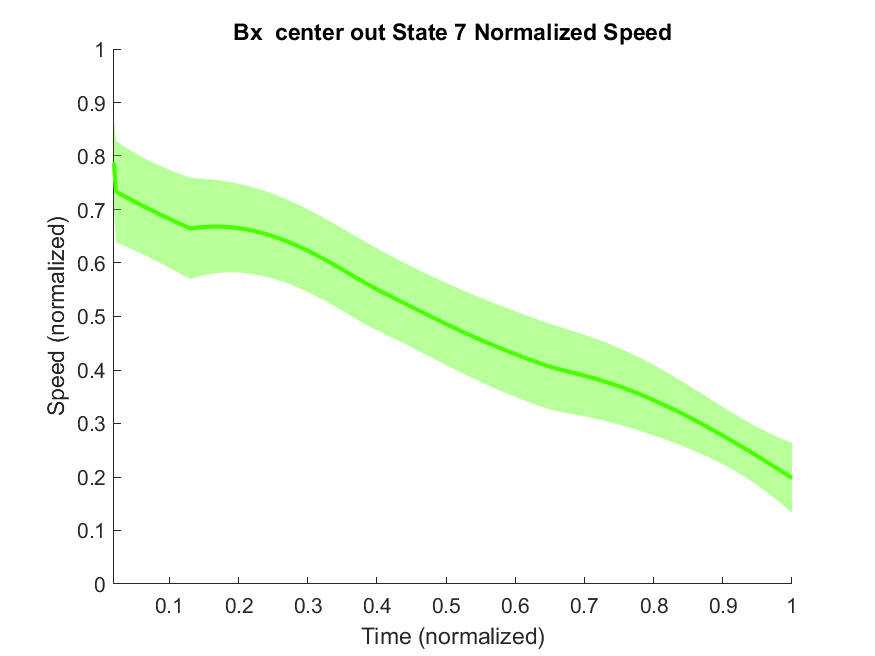 Bx  center out State 7 Normalized Speed
1
0.9
0.8
0.7
0.6
0.5
0.4
0.3
0.2
0.1
0
Speed (normalized)
0.1 0.2 0.3 0.4 0.5 0.6 0.7 0.8 0.9 1
Time (normalized)